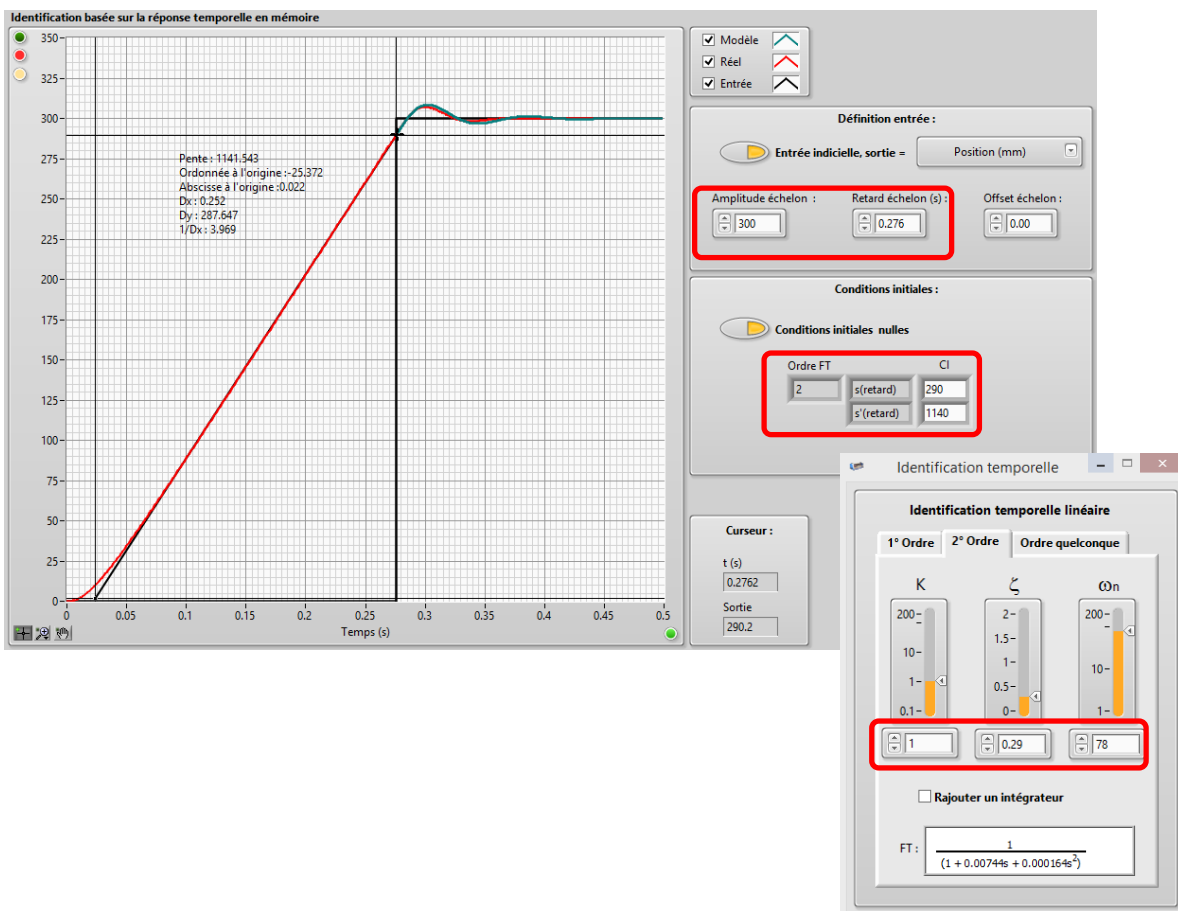 Identification basée sur la réponse temporelle en mémoire
350
325
300
275
250
225
200
175
150
125
100
75
50
25
0
Pente : 1141.543
Ordonnée à l'origine :-25.372
Abscisse à l'origine :0.022
Dx : 0.252
Dy : 287.647
1/Dx : 3.969
0 0.05 0.1 0.15 0.2 0.25 0.3 0.35 0.4 0.45 0.5
Temps (s)
Modèle
Réel
Entrée
Définition entrée :
Entrée indicielle, sortie = Position (mm)
Amplitude échelon : Retard échelon (s) : Offset échelon :
300 0.276 0.00
Conditions initiales :
Conditions initiales nulles
Ordre FT CI
2 s(retard) 290
s'(retard) 1140
Curseur :
t (s)
0.2762
Sortie
290.2
Identification temporelle
Identification temporelle linéaire
1° Ordre 2° Ordre Ordre quelconque
K ζ ωn
200 2 200
1.5
10 1 10
1 0.5
0.1 0 1
1 0.29 78
Rajouter un intégrateur
FT :
1
(1 + 0.00744s + 0.000164s²)